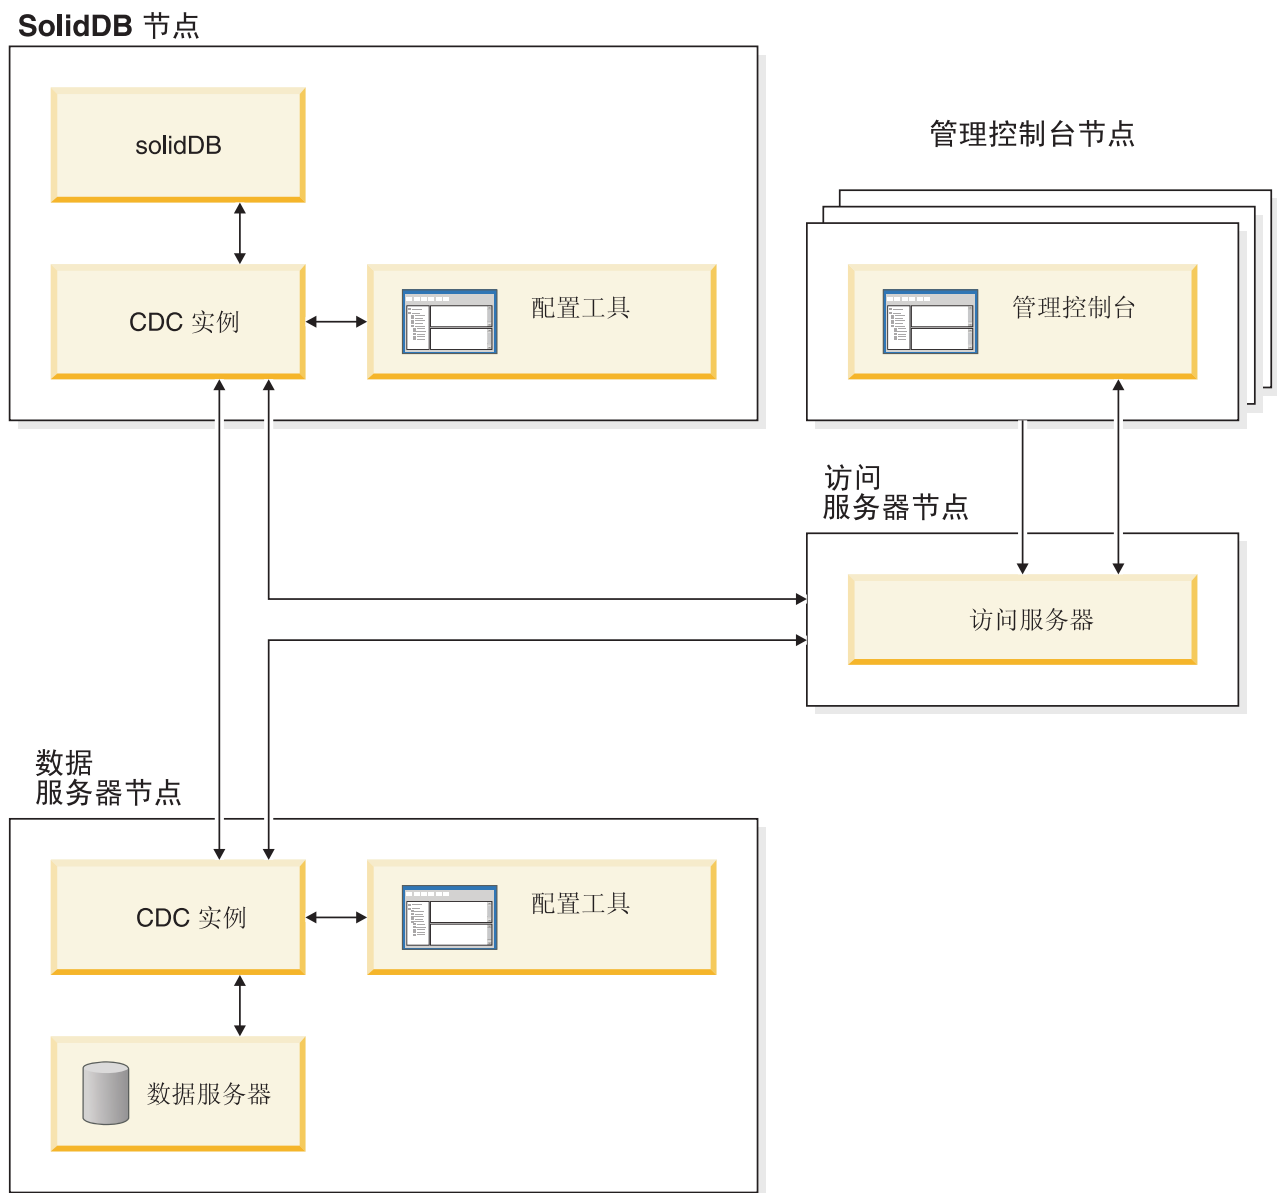 SolidDB 节点
solidDB
管理控制台节点
CDC 实例
配置工具
管理控制台
访问
服务器节点
访问服务器
数据
服务器节点
CDC 实例
配置工具
数据服务器